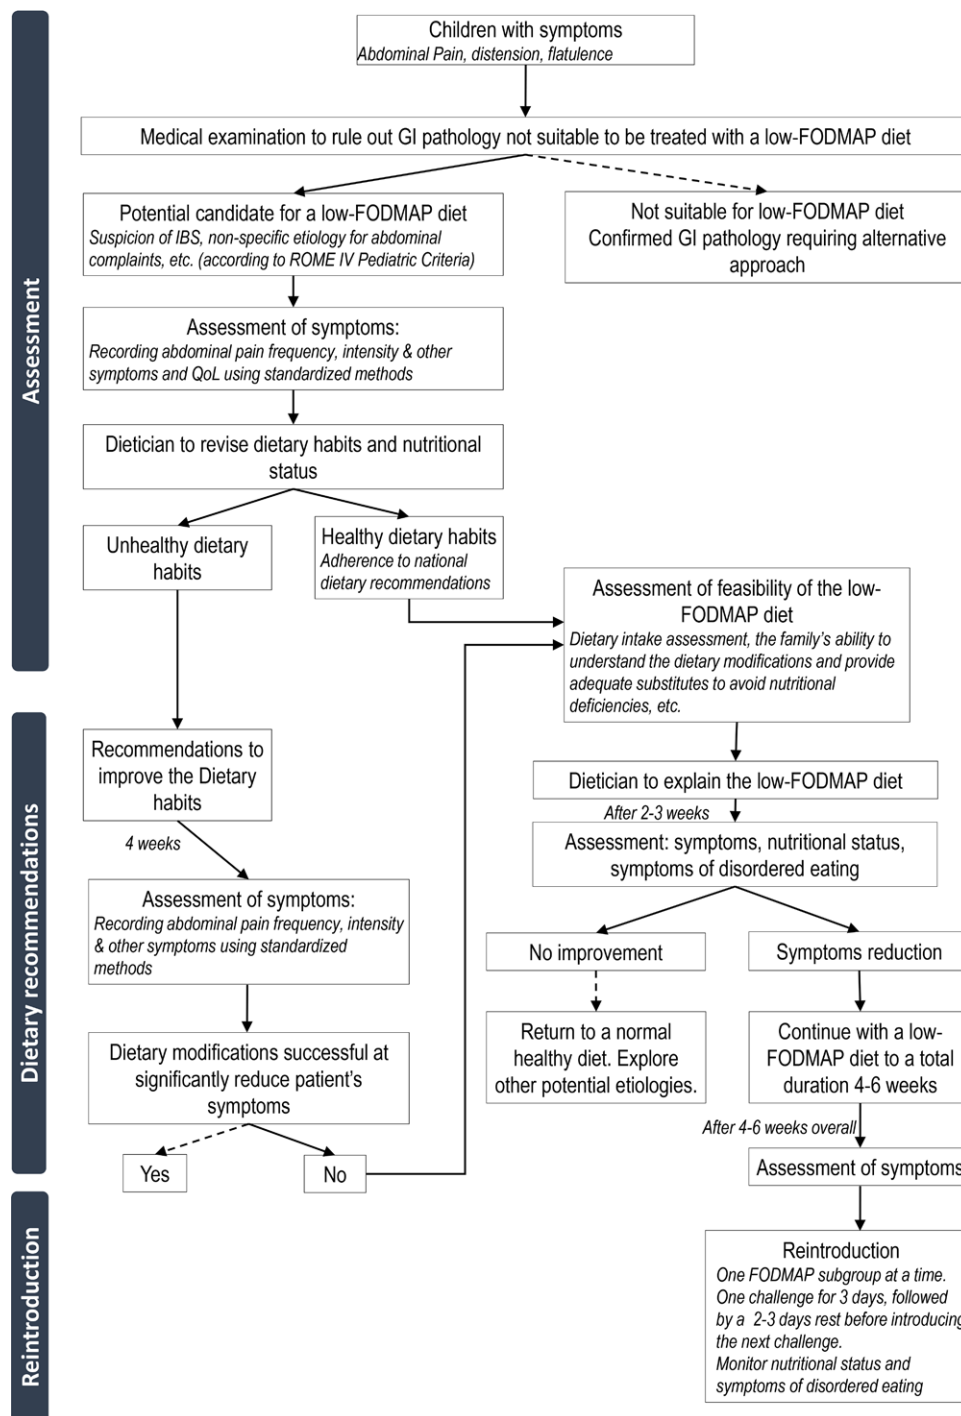 Children with symptoms
Abdominal Pain, distension, flatulence
Medical examination to rule out GI pathology not suitable to be treated with a low-FODMAP diet
Potential candidate for a low-FODMAP diet
Suspicion of IBS, non-specific etiology for abdominal
complaints, etc. (according to ROME IV Pediatric Criteria)
Not suitable for low-FODMAP diet
Confirmed GI pathology requiring alternative
approach
Assessment
Assessment of symptoms:
Recording abdominal pain frequency, intensity & other
symptoms and QoL using standardized methods
Dietician to revise dietary habits and nutritional
status
Unhealthy dietary
habits
Healthy dietary habits
Adherence to national
dietary recommendations
Assessment of feasibility of the low-
FODMAP diet
Dietary intake assessment, the family's ability to
understand the dietary modifications and provide
adequate substitutes to avoid nutritional
deficiencies, etc.
Dietary recommendations
Recommendations to
improve the Dietary
habits
4 weeks
Assessment of symptoms:
Recording abdominal pain frequency, intensity
& other symptoms using standardized
methods
Dietary modifications successful at
significantly reduce patient's
symptoms
Yes
No
Dietician to explain the low-FODMAP diet
After 2-3 weeks
Assessment: symptoms, nutritional status,
symptoms of disordered eating
No improvement
Symptoms reduction
Return to a normal
healthy diet. Explore
other potential etiologies.
Continue with a low-
FODMAP diet to a total
duration 4-6 weeks
After 4-6 weeks overall
Assessment of symptoms
Reintroduction
Reintroduction
One FODMAP subgroup at a time.
One challenge for 3 days, followed
by a 2-3 days rest before introducing
the next challenge.
Monitor nutritional status and
symptoms of disordered eating